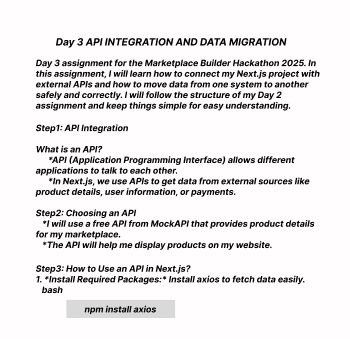 Day 3 API INTEGRATION AND DATA MIGRATION
Day 3 assignment for the Marketplace Builder Hackathon 2025. In
this assignment, I will learn how to connect my Next.js project with
external APIs and how to move data from one system to another
safely and correctly. I will follow the structure of my Day 2
assignment and keep things simple for easy understanding.
Step1: API Integration
What is an API?
*API (Application Programming Interface) allows different
applications to talk to each other.
*In Next.js, we use APIs to get data from external sources like
product details, user information, or payments.
Step2: Choosing an API
*I will use a free API from MockAPI that provides product details
for my marketplace.
*The API will help me display products on my website.
Step3: How to Use an API in Next.js?
1. *Install Required Packages:* Install axios to fetch data easily.
bash
npm install axios